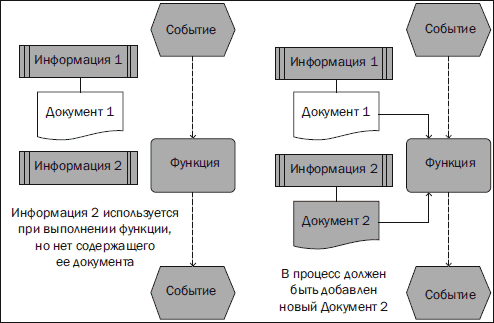 Событие
Информация 1
Документ 1
Информация 2
Функция
Информация 2 используется
при выполнении функции,
но нет содержащего
ее документа
Событие
Событие
Информация 1
Документ 1
Информация 2
Функция
Документ 2
В процесс должен
быть добавлен
новый Документ 2
Событие